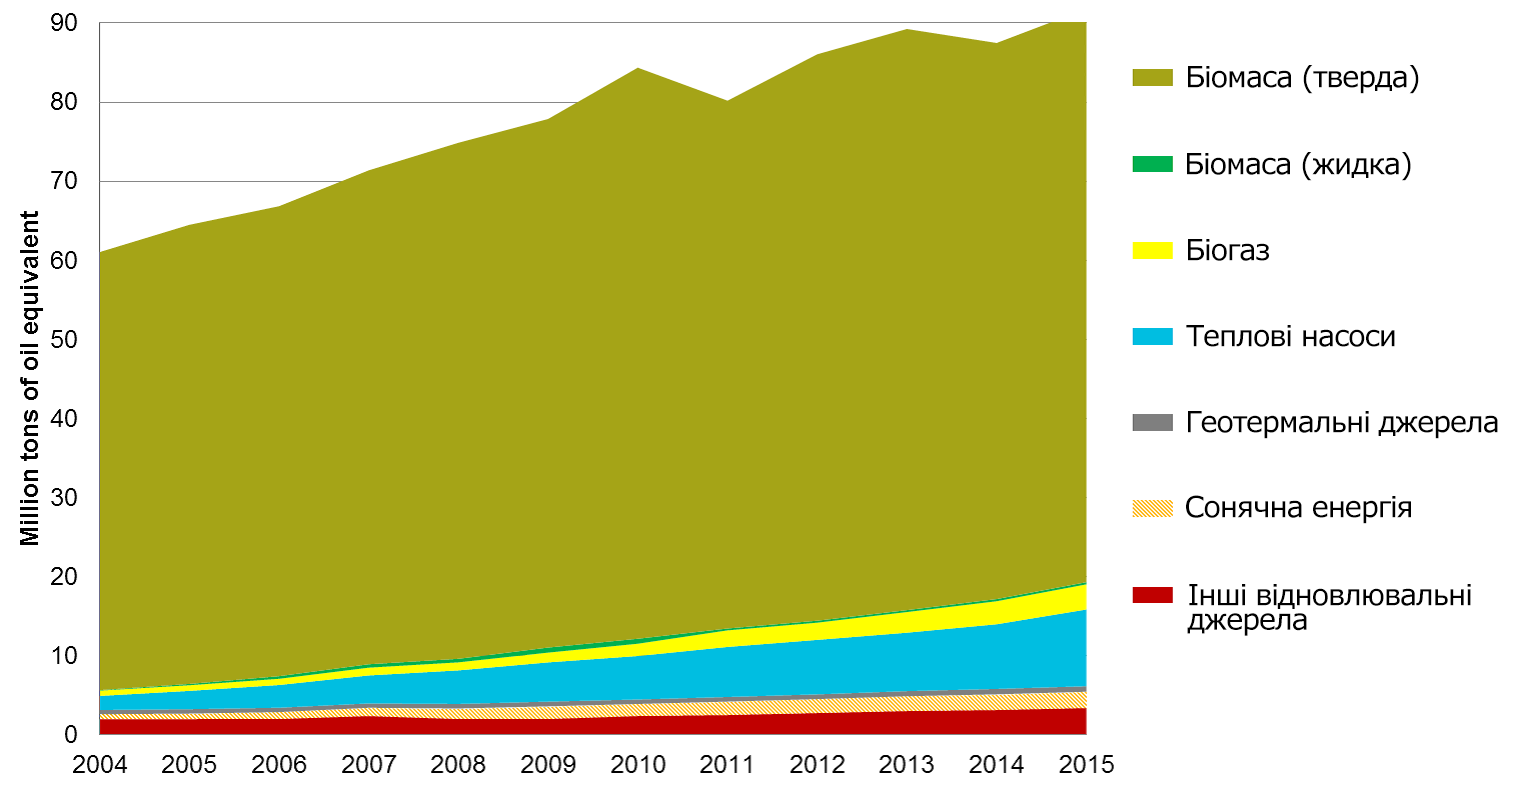 Million tons of oil equivalent
90
80
70
60
50
40
30
20
10
0
2004 2005 2006 2007 2008 2009 2010 2011 2012 2013 2014 2015
Біомаса (тверда)
Біомаса (жидка)
Біогаз
Теплові насоси
Геотермальні джерела
Сонячна енергія
Інші відновлювальні
джерела